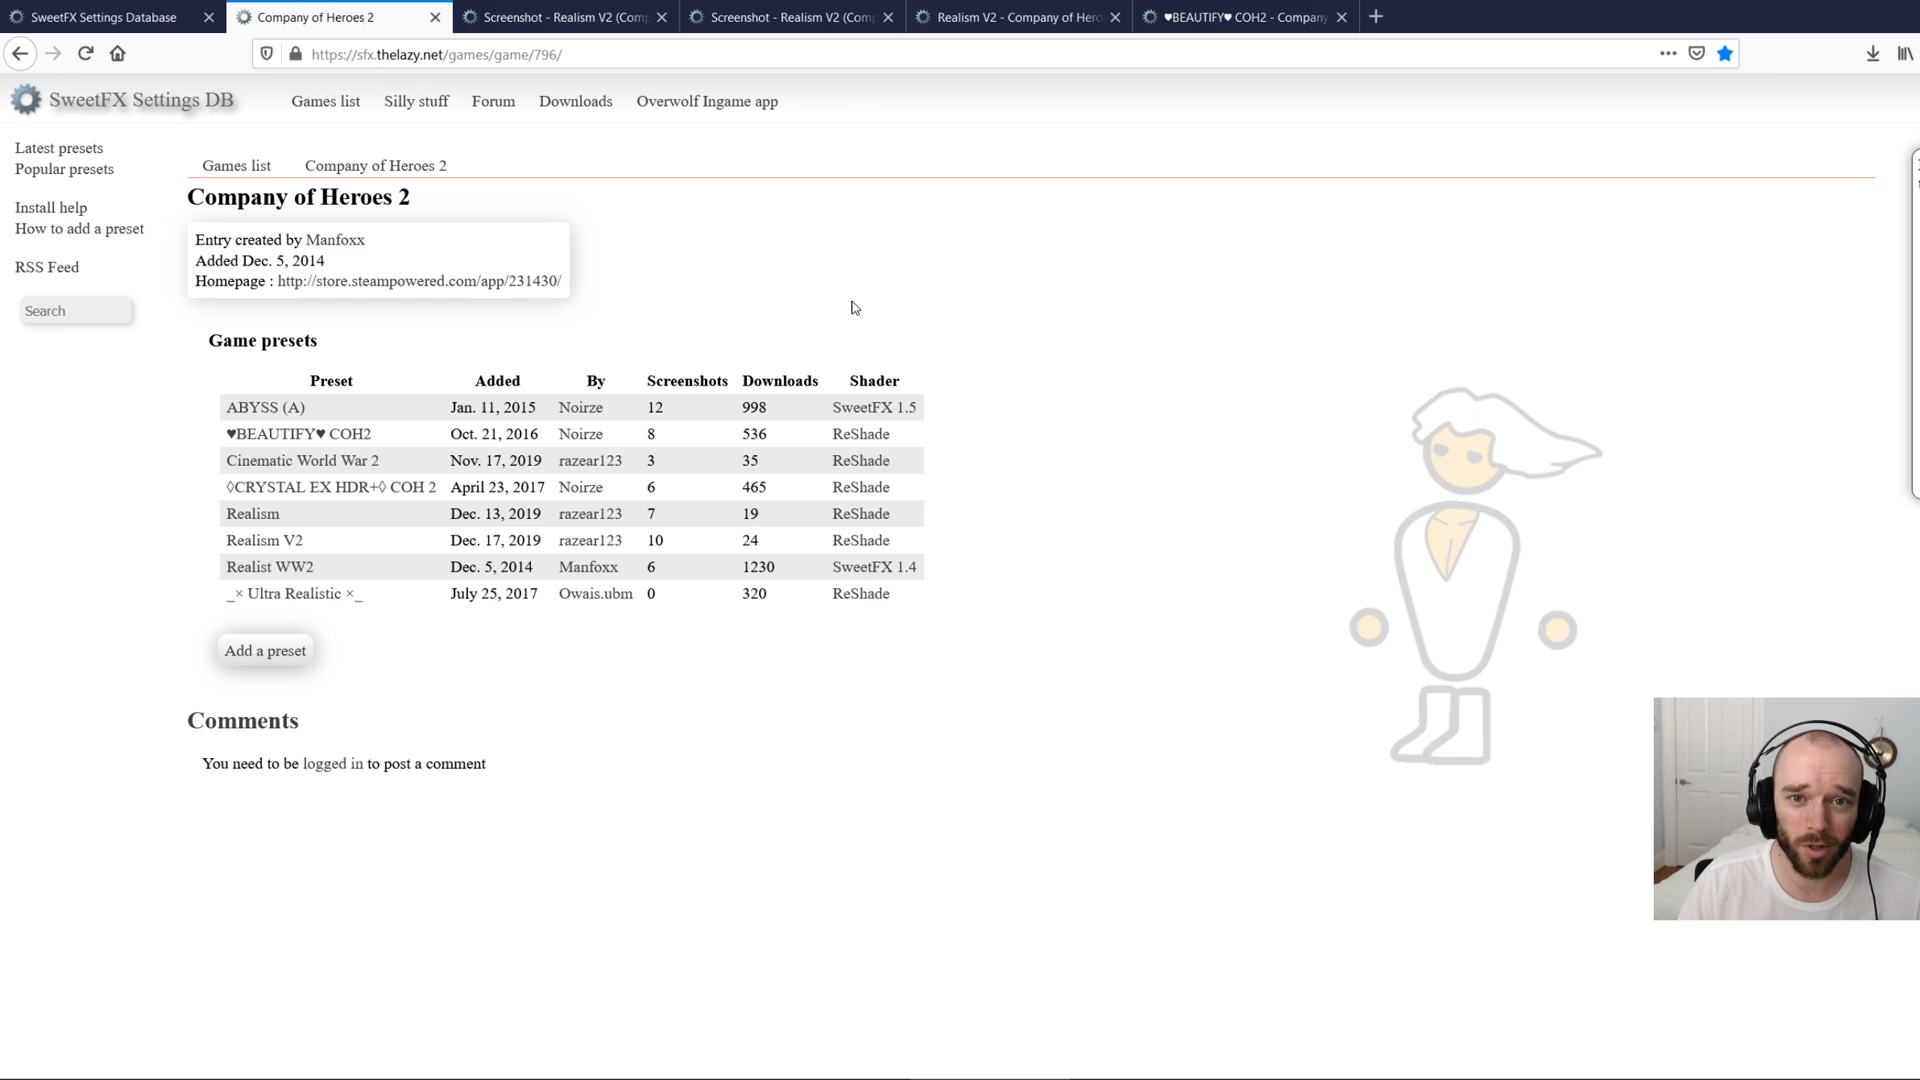 SweetFX Settings Database
Company of Heroes 2
Screenshot - Realism V2 (Comp
Screenshot - Realism V2 (Comp
Realism V2 - Company of Hero
♥BEAUTIFY♥ COH2 - Company
https://sfx.thelazy.net/games/game/796/
SweetFX Settings DB
Games list
Silly stuff
Forum
Downloads
Overwolf Ingame app
Latest presets
Popular presets
Install help
How to add a preset
RSS Feed
Search
Games list
Company of Heroes 2
Company of Heroes 2
Entry created by Manfoxx
Added Dec. 5, 2014
Homepage : http://store.steampowered.com/app/231430/
Game presets
Preset Added By Screenshots Downloads Shader
ABYSS (A) Jan. 11, 2015 Noirze 12 998 SweetFX 1.5
♥BEAUTIFY♥ COH2 Oct. 21, 2016 Noirze 8 536 ReShade
Cinematic World War 2 Nov. 17, 2019 razear123 3 35 ReShade
◊CRYSTAL EX HDR+◊ COH 2 April 23, 2017 Noirze 6 465 ReShade
Realism Dec. 13, 2019 razear123 7 19 ReShade
Realism V2 Dec. 17, 2019 razear123 10 24 ReShade
Realist WW2 Dec. 5, 2014 Manfoxx 6 1230 SweetFX 1.4
_× Ultra Realistic ×_ July 25, 2017 Owais.ubm 0 320 ReShade
Add a preset
Comments
You need to be logged in to post a comment